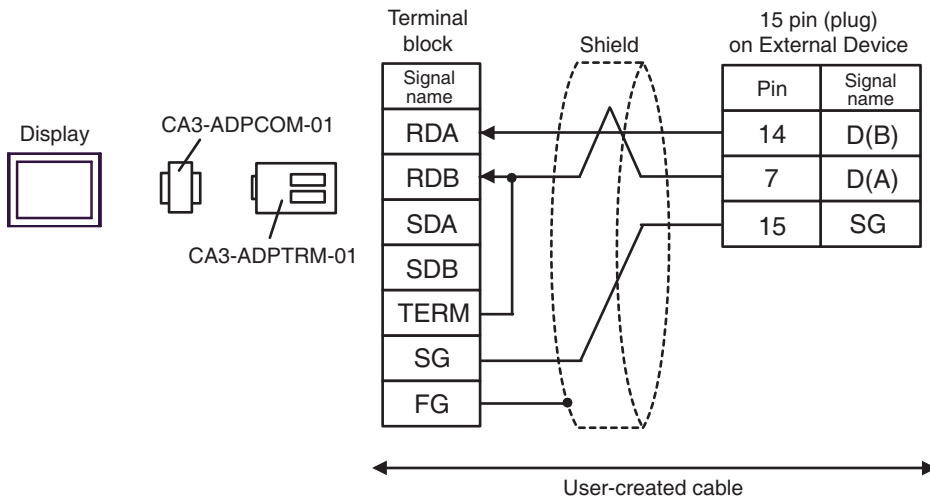 Terminal
block
Shield
15 pin (plug)
on External Device
Display
CA3-ADPCOM-01
CA3-ADPTRM-01
Signal
name
RDA
RDB
SDA
SDB
TERM
SG
FG
Pin
Signal
name
14
D(B)
7
D(A)
15
SG
User-created cable